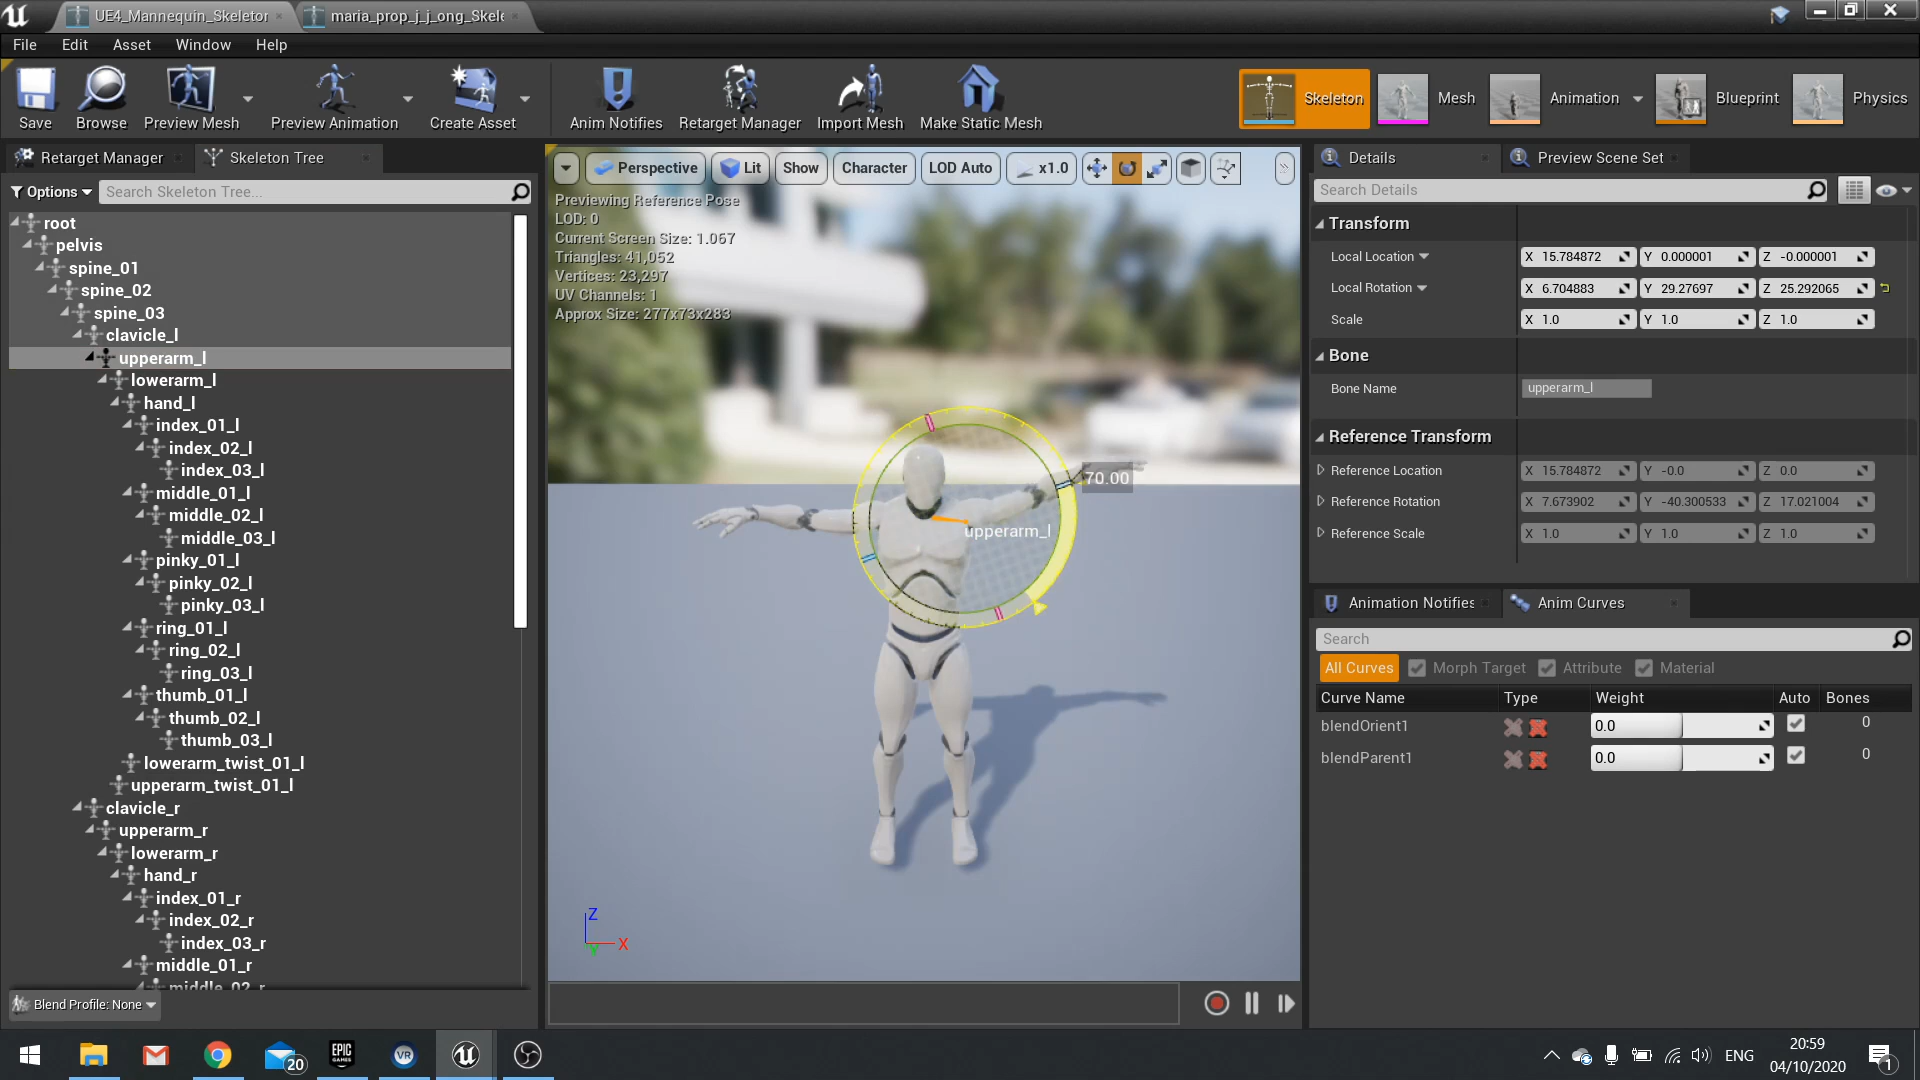 UE4_Mannequin_Skeletor
maria_prop_j_j_ong_Skele
File Edit Asset Window Help
Save
Browse
Preview Mesh
Preview Animation
Create Asset
Anim Notifies
Retarget Manager
Import Mesh
Make Static Mesh
Skeleton
Mesh
Animation
Blueprint
Physics
Retarget Manager
Skeleton Tree
Options
Search Skeleton Tree...
root
pelvis
spine_01
spine_02
spine_03
clavicle_l
upperarm_l
lowerarm_l
hand_l
index_01_l
index_02_l
index_03_l
middle_01_l
middle_02_l
middle_03_l
pinky_01_l
pinky_02_l
pinky_03_l
ring_01_l
ring_02_l
ring_03_l
thumb_01_l
thumb_02_l
thumb_03_l
lowerarm_twist_01_l
upperarm_twist_01_l
clavicle_r
upperarm_r
lowerarm_r
hand_r
index_01_r
index_02_r
index_03_r
middle_01_r
middle_02_r
Blend Profile: None
Perspective
Lit
Show
Character
LOD Auto
x1.0
Previewing Reference Pose
LOD: 0
Current Screen Size: 1.067
Triangles: 41,052
Vertices: 23,297
UV Channels: 1
Approx Size: 277x73x283
70.00
upperarm_l
Z
X
Y
Details
Preview Scene Set
Search Details
Transform
Local Location X 15.784872 Y 0.000001 Z -0.000001
Local Rotation X 6.704883 Y 29.27697 Z 25.292065
Scale X 1.0 Y 1.0 Z 1.0
Bone
Bone Name upperarm_l
Reference Transform
Reference Location X 15.784872 Y -0.0 Z 0.0
Reference Rotation X 7.673902 Y -40.300533 Z 17.021004
Reference Scale X 1.0 Y 1.0 Z 1.0
Animation Notifies
Anim Curves
Search
All Curves Morph Target Attribute Material
Curve Name Type Weight Auto Bones
blendOrient1 0.0 0
blendParent1 0.0 0
20
EPIC
GAMES
VR
ENG
20:59
04/10/2020
1